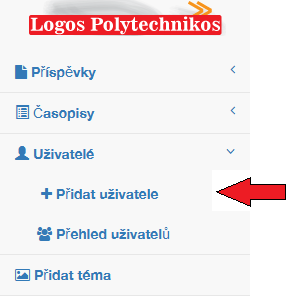 Logos Polytechnikos
Příspěvky
Časopisy
Uživatelé
Přidat uživatele
Přehled uživatelů
Přidat téma